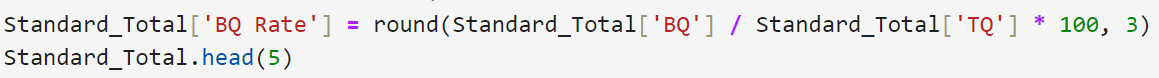 Standard_Total['BQ Rate'] = round(Standard_Total['BQ'] / Standard_Total['TQ'] * 100, 3)
Standard_Total.head(5)